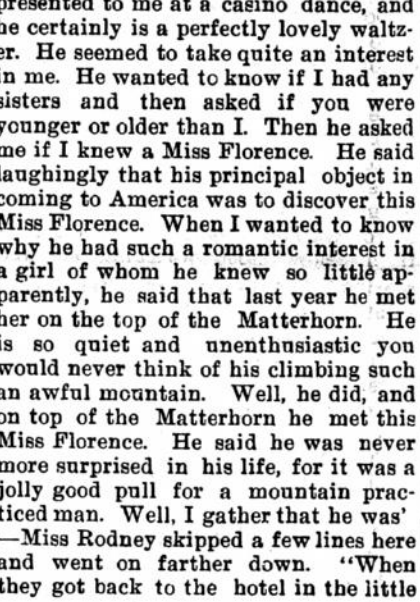 presented to me at a casino dance, and
he certainly is a perfectly lovely waltz-
er. He seemed to take quite an interest
in me. He wanted to know if I had any
sisters and then asked if you were
younger or older than I. Then he asked
me if I knew a Miss Florence. He said
laughingly that his principal object in
coming to America was to discover this
Miss Florence. When I wanted to know
why he had such a romantic interest in
a girl of whom he knew so little ap-
parently, he said that last year he met
her on the top of the Matterhorn. He
is so quiet and unenthusiastic you
would never think of his climbing such
an awful mountain. Well, he did, and
on top of the Matterhorn he met this
Miss Florence. He said he was never
more surprised in his life, for it was a
jolly good pull for a mountain prac-
ticed man. Well, I gather that he was'
—Miss Rodney skipped a few lines here
and went on farther down. "When
they got back to the hotel in the little